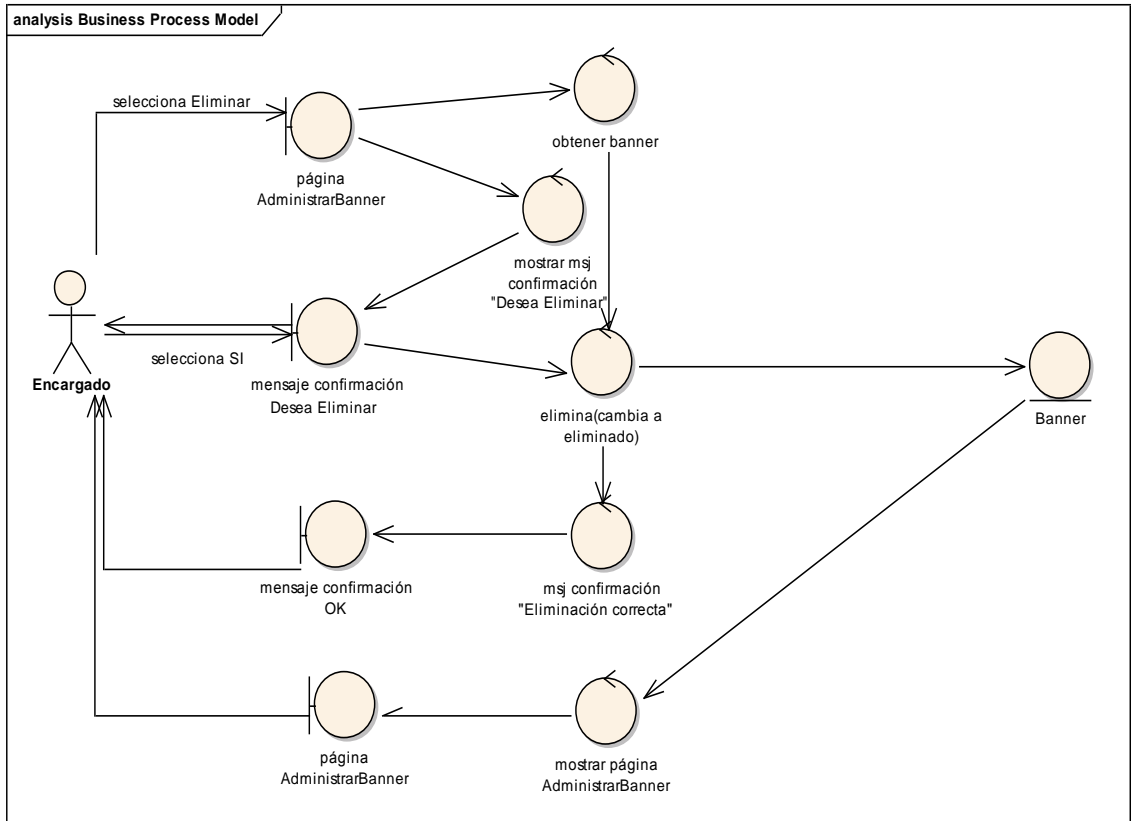 analysis Business Process Model
selecciona Eliminar
obtener banner
página
AdministrarBanner
mostrar msj
confirmación
"Desea Eliminar"
selecciona SI
Encargado
mensaje confirmación
Desea Eliminar
elimina(cambia a
eliminado)
Banner
mensaje confirmación
OK
msj confirmación
"Eliminación correcta"
página
AdministrarBanner
mostrar página
AdministrarBanner